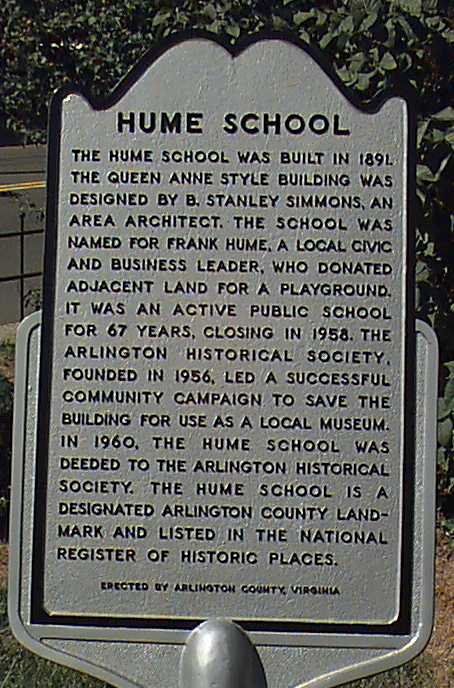 HUME SCHOOL
THE HUME SCHOOL WAS BUILT IN 1891.
THE QUEEN ANNE STYLE BUILDING WAS
DESIGNED BY B. STANLEY SIMMONS, AN
AREA ARCHITECT. THE SCHOOL WAS
NAMED FOR FRANK HUME, A LOCAL CIVIC
AND BUSINESS LEADER, WHO DONATED
ADJACENT LAND FOR A PLAYGROUND.
IT WAS AN ACTIVE PUBLIC SCHOOL
FOR 67 YEARS, CLOSING IN 1958. THE
ARLINGTON HISTORICAL SOCIETY,
FOUNDED IN 1956, LED A SUCCESSFUL
COMMUNITY CAMPAIGN TO SAVE THE
BUILDING FOR USE AS A LOCAL MUSEUM.
IN 1960, THE HUME SCHOOL WAS
DEEDED TO THE ARLINGTON HISTORICAL
SOCIETY. THE HUME SCHOOL IS A
DESIGNATED ARLINGTON COUNTY LAND-
MARK AND LISTED IN THE NATIONAL
REGISTER OF HISTORIC PLACES.
ERECTED BY ARLINGTON COUNTY, VIRGINIA